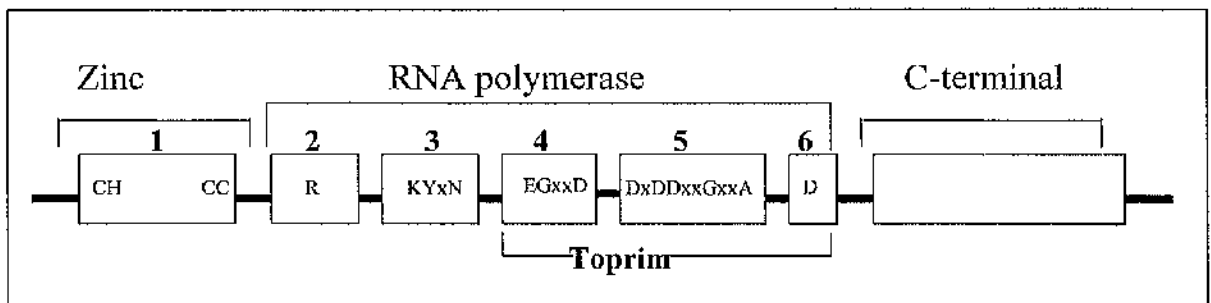 Zinc RNA polymerase C-terminal
1 2 3 4 5 6
CH CC R KYxN EGxxD DxDDxxGxxA D
Toprim